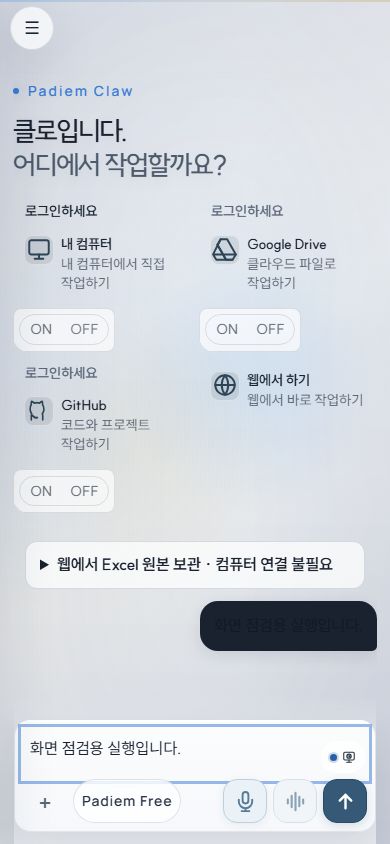 Padiem Claw
클로입니다.
어디에서 작업할까요?
로그인하세요
내 컴퓨터
내 컴퓨터에서 직접
작업하기
ON OFF
로그인하세요
Google Drive
클라우드 파일로
작업하기
ON OFF
로그인하세요
GitHub
코드와 프로젝트
작업하기
ON OFF
웹에서 하기
웹에서 바로 작업하기
▶ 웹에서 Excel 원본 보관 · 컴퓨터 연결 불필요
화면 점검용 실행입니다.
화면 점검용 실행입니다.
+ Padiem Free